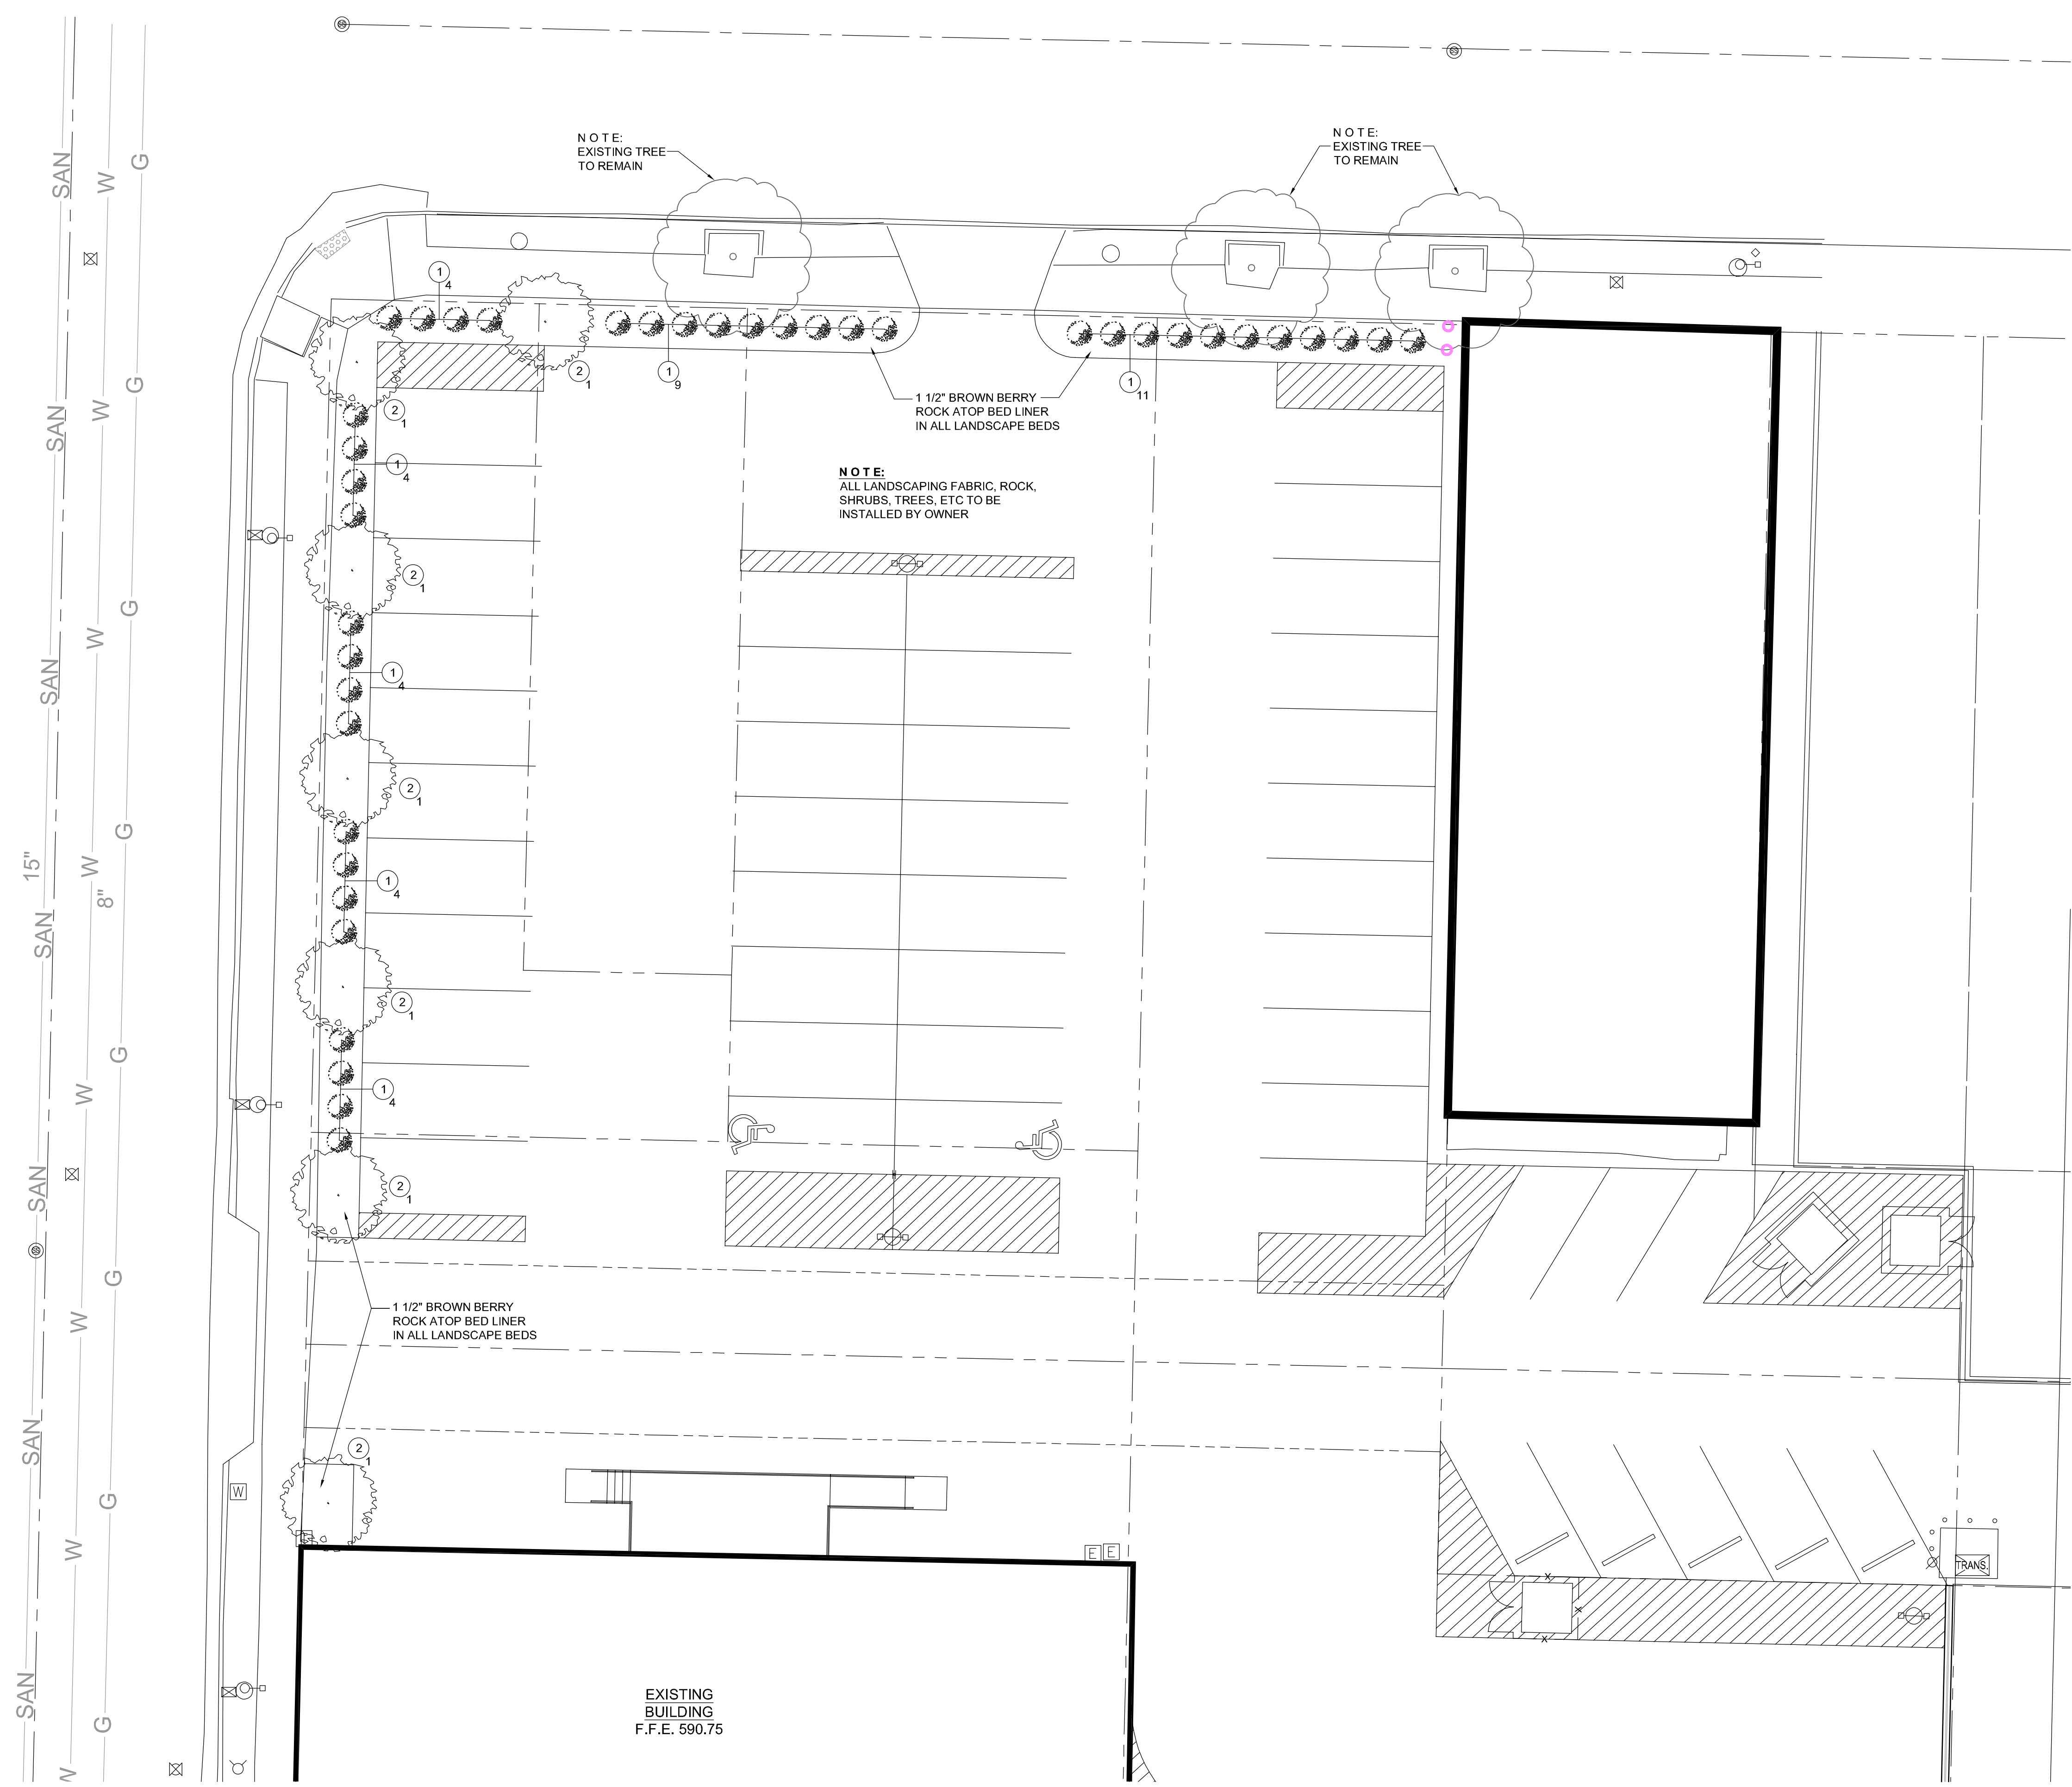 N O T E:
EXISTING TREE
TO REMAIN
N O T E:
EXISTING TREE
TO REMAIN
SAN
W
G
1
4
2
1
1
9
1
11
2
1
1 1/2" BROWN BERRY
ROCK ATOP BED LINER
IN ALL LANDSCAPE BEDS
SAN
W
G
1
4
N O T E:
ALL LANDSCAPING FABRIC, ROCK,
SHRUBS, TREES, ETC TO BE
INSTALLED BY OWNER
2
1
SAN
W
G
1
4
2
1
15"
SAN
W
8"
G
1
4
2
1
SAN
W
G
1
4
2
1
1 1/2" BROWN BERRY
ROCK ATOP BED LINER
IN ALL LANDSCAPE BEDS
SAN
W
G
2
1
W
E
E
SAN
W
G
TRANS.
X
X
X
EXISTING
BUILDING
F.F.E. 590.75
SAN
W
G
W